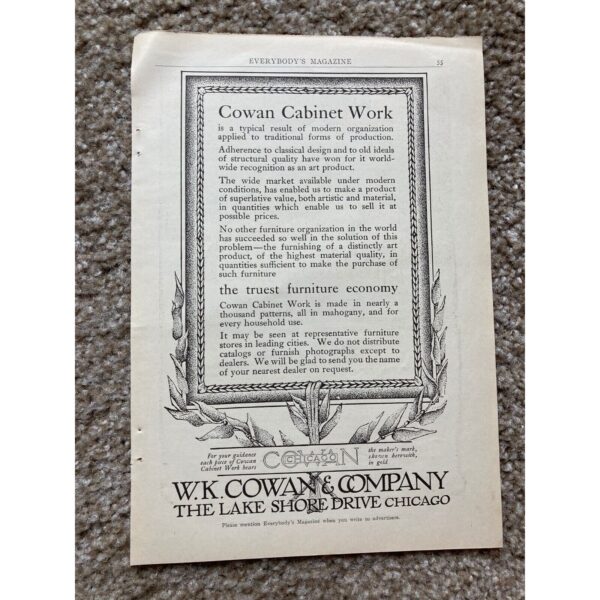 EVERYBODY'S MAGAZINE 55
Cowan Cabinet Work
is a typical result of modern organization
applied to traditional forms of production.
Adherence to classical design and to old ideals
of structural quality have won for it world-
wide recognition as an art product.
The wide market available under modern
conditions, has enabled us to make a product
of superlative value, both artistic and material,
in quantities which enable us to sell it at
possible prices.
No other furniture organization in the world
has succeeded so well in the solution of this
problem—the furnishing of a distinctly art
product, of the highest material quality, in
quantities sufficient to make the purchase of
such furniture
the truest furniture economy
Cowan Cabinet Work is made in nearly a
thousand patterns, all in mahogany, and for
every household use.
It may be seen at representative furniture
stores in leading cities. We do not distribute
catalogs or furnish photographs except to
dealers. We will be glad to send you the name
of your nearest dealer on request.
For your guidance
each piece of Cowan
Cabinet Work bears
COWAN
the maker's mark,
shown herewith,
in gold
W.K. COWAN & COMPANY
THE LAKE SHORE DRIVE CHICAGO
Please mention Everybody's Magazine when you write to advertisers.